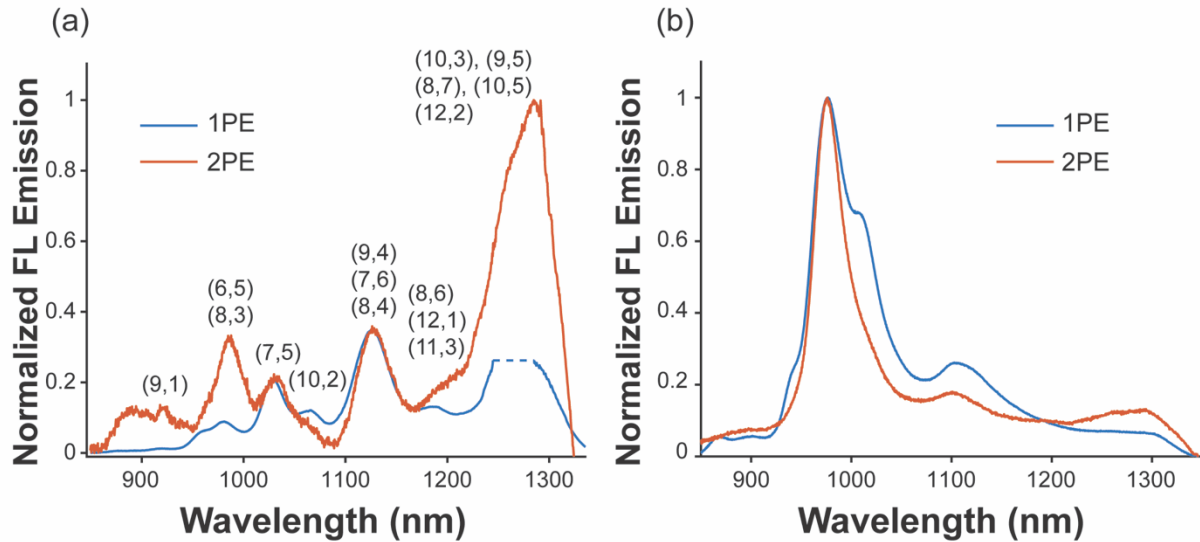 (a)
Normalized FL Emission
1
0.8
0.6
0.4
0.2
0
1PE
2PE
(10,3), (9,5)
(8,7), (10,5)
(12,2)
(6,5)
(8,3)
(9,1)
(7,5)
(10,2)
(9,4)
(7,6)
(8,4)
(8,6)
(12,1)
(11,3)
900 1000 1100 1200 1300
Wavelength (nm)
(b)
Normalized FL Emission
1
0.8
0.6
0.4
0.2
0
1PE
2PE
900 1000 1100 1200 1300
Wavelength (nm)